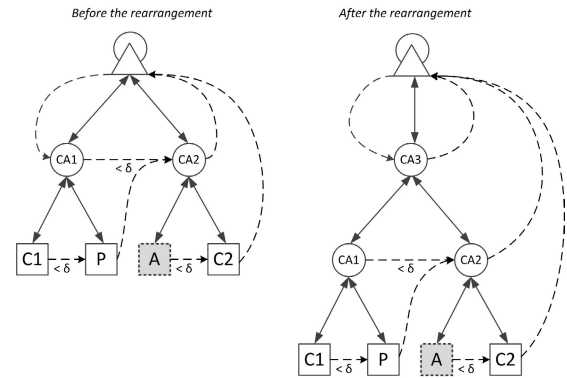 Before the rearrangement
After the rearrangement
CA1
< δ
CA2
C1
< δ
P
A
< δ
C2
CA3
CA1
< δ
CA2
C1
< δ
P
A
< δ
C2